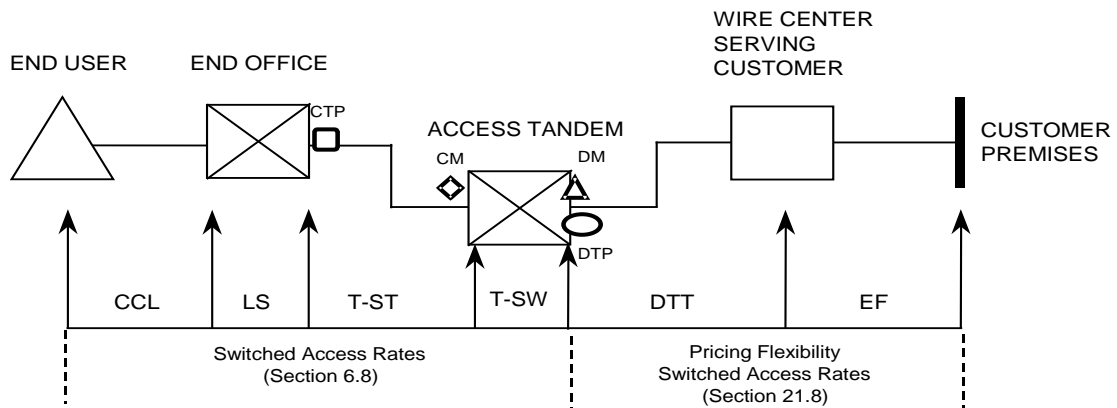 WIRE CENTER
SERVING
CUSTOMER
END USER
END OFFICE
CTP
ACCESS TANDEM
CUSTOMER
PREMISES
CM
DM
DTP
CCL
LS
T-ST
T-SW
DTT
EF
Switched Access Rates
(Section 6.8)
Pricing Flexibility
Switched Access Rates
(Section 21.8)